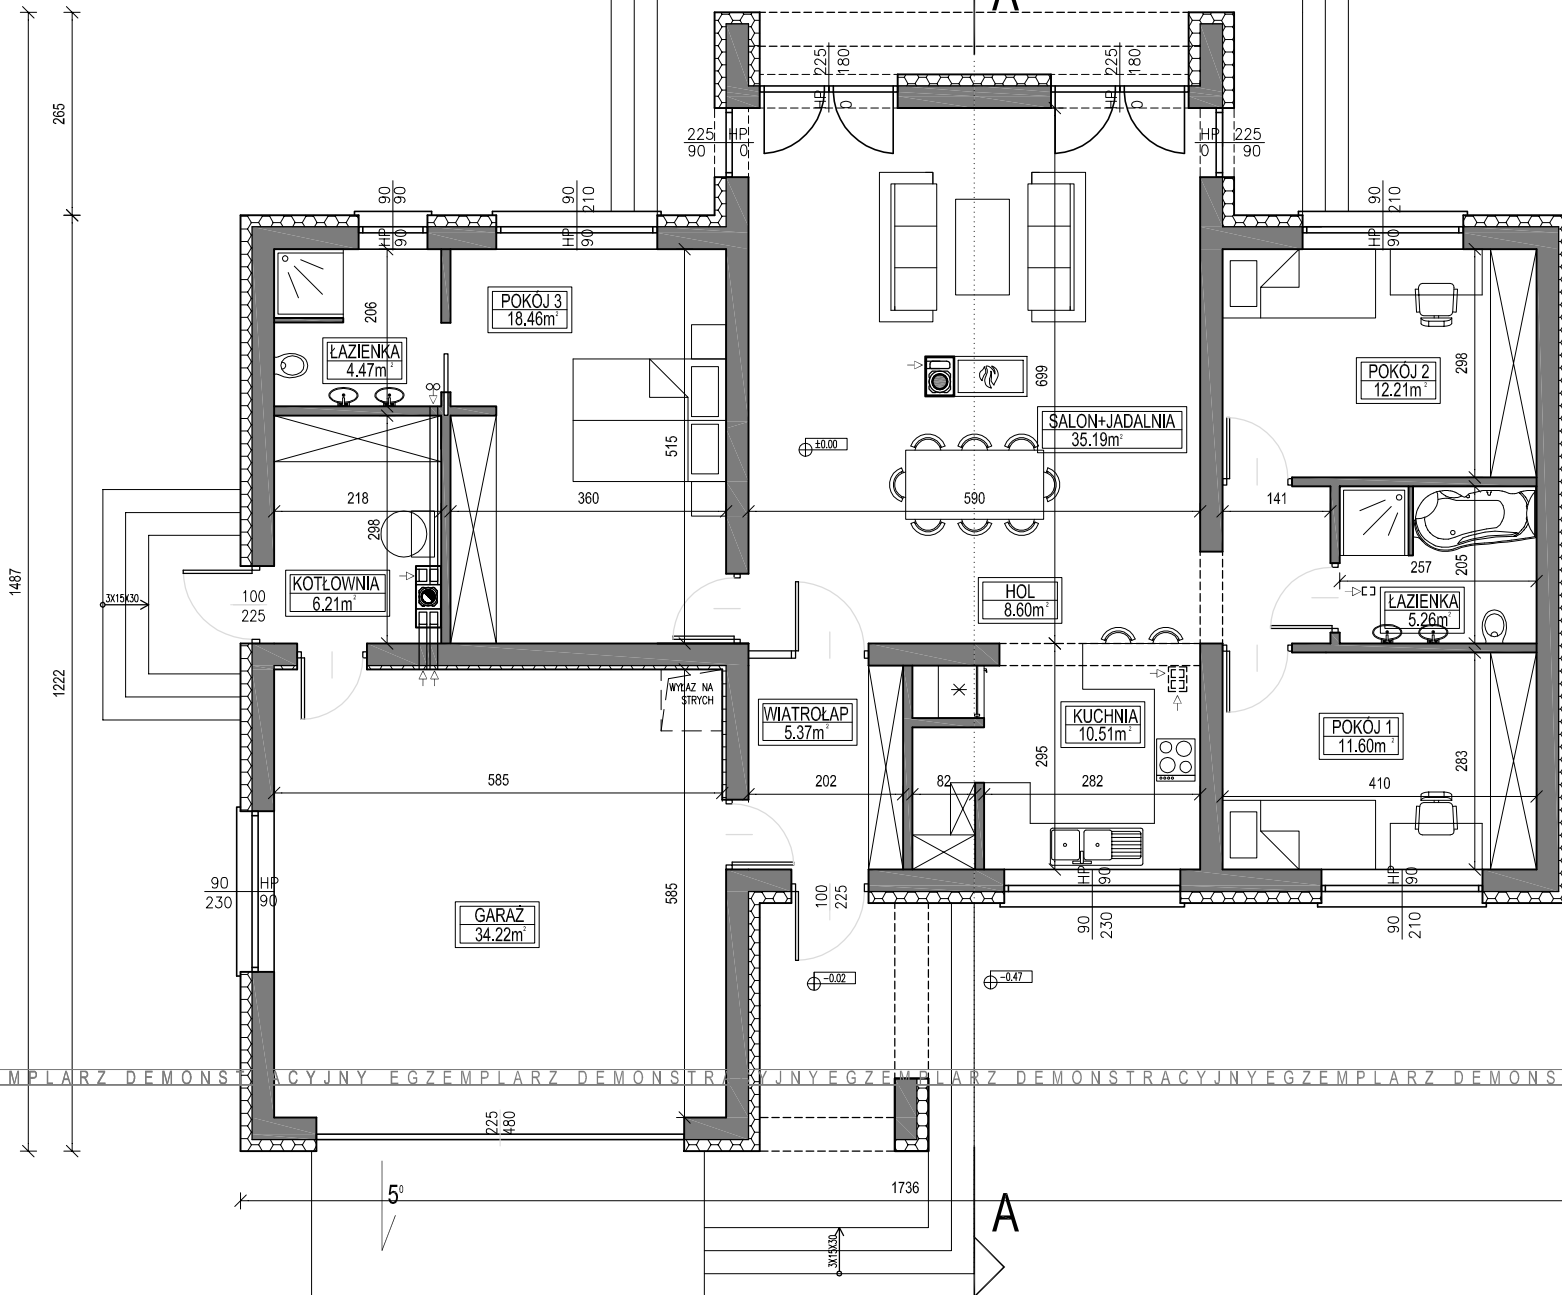 A
265
1487
1222
225
180
HP
0
225
180
HP
0
225
90
HP
0
HP
0
225
90
90
90
HP
90
90
210
HP
90
90
210
HP
90
206
POKÓJ 3
18.46m²
ŁAZIENKA
4.47m²
699
SALON+JADALNIA
35.19m²
±0.00
298
POKÓJ 2
12.21m²
515
218
360
590
141
298
257
205
KOTŁOWNIA
6.21m²
100
225
3X15X30
HOL
8.60m²
ŁAZIENKA
5.26m²
WYŁAZ NA
STRYCH
WIATROŁAP
5.37m²
KUCHNIA
10.51m²
POKÓJ 1
11.60m²
295
283
585
202
82
282
410
90
230
HP
90
585
GARAŻ
34.22m²
100
225
HP
90
90
230
HP
90
90
210
-0.02
-0.47
MPLARZ DEMONSTRACYJNY EGZEMPLARZ DEMONSTRACYJNY EGZEMPLARZ DEMONSTRACYJNY EGZEMPLARZ DEMONS
225
480
5⁰
1736
A
3X15X30